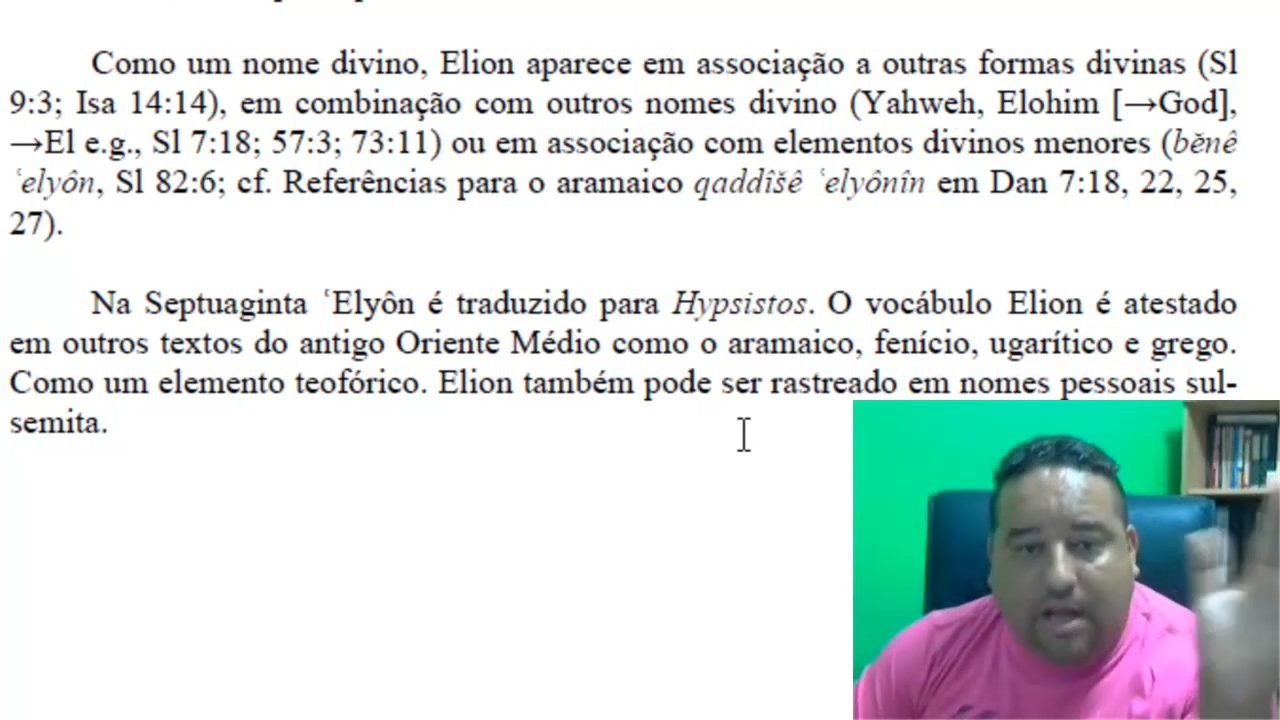 Como um nome divino, Elion aparece em associação a outras formas divinas (Sl
9:3; Isa 14:14), em combinação com outros nomes divino (Yahweh, Elohim [→God],
→El e.g., Sl 7:18; 57:3; 73:11) ou em associação com elementos divinos menores (bĕnê
ʿelyôn, Sl 82:6; cf. Referências para o aramaico qaddîšê ʿelyônîn em Dan 7:18, 22, 25,
27).
Na Septuaginta ʿElyôn é traduzido para Hypsistos. O vocábulo Elion é atestado
em outros textos do antigo Oriente Médio como o aramaico, fenício, ugarítico e grego.
Como um elemento teofórico. Elion também pode ser rastreado em nomes pessoais sul-
semita.